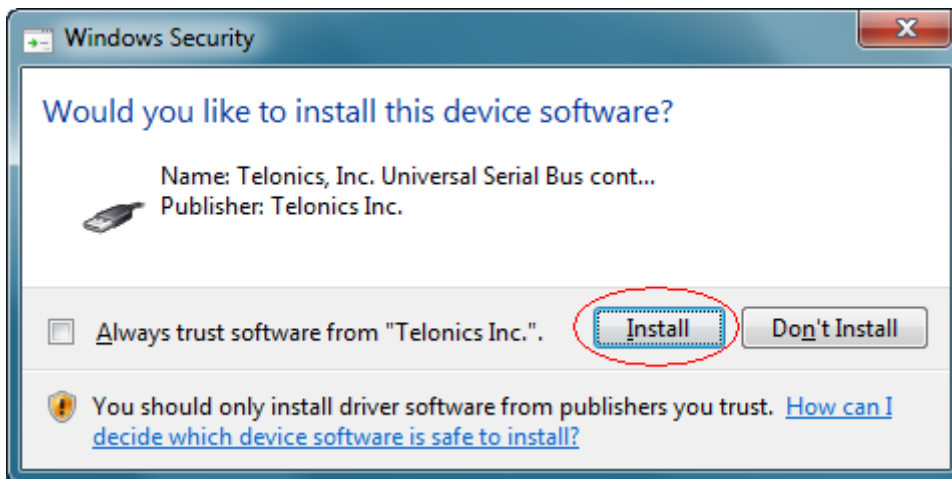 Windows Security
Would you like to install this device software?
Name: Telonics, Inc. Universal Serial Bus cont...
Publisher: Telonics Inc.
Always trust software from "Telonics Inc.".
Install
Don't Install
You should only install driver software from publishers you trust. How can I
decide which device software is safe to install?